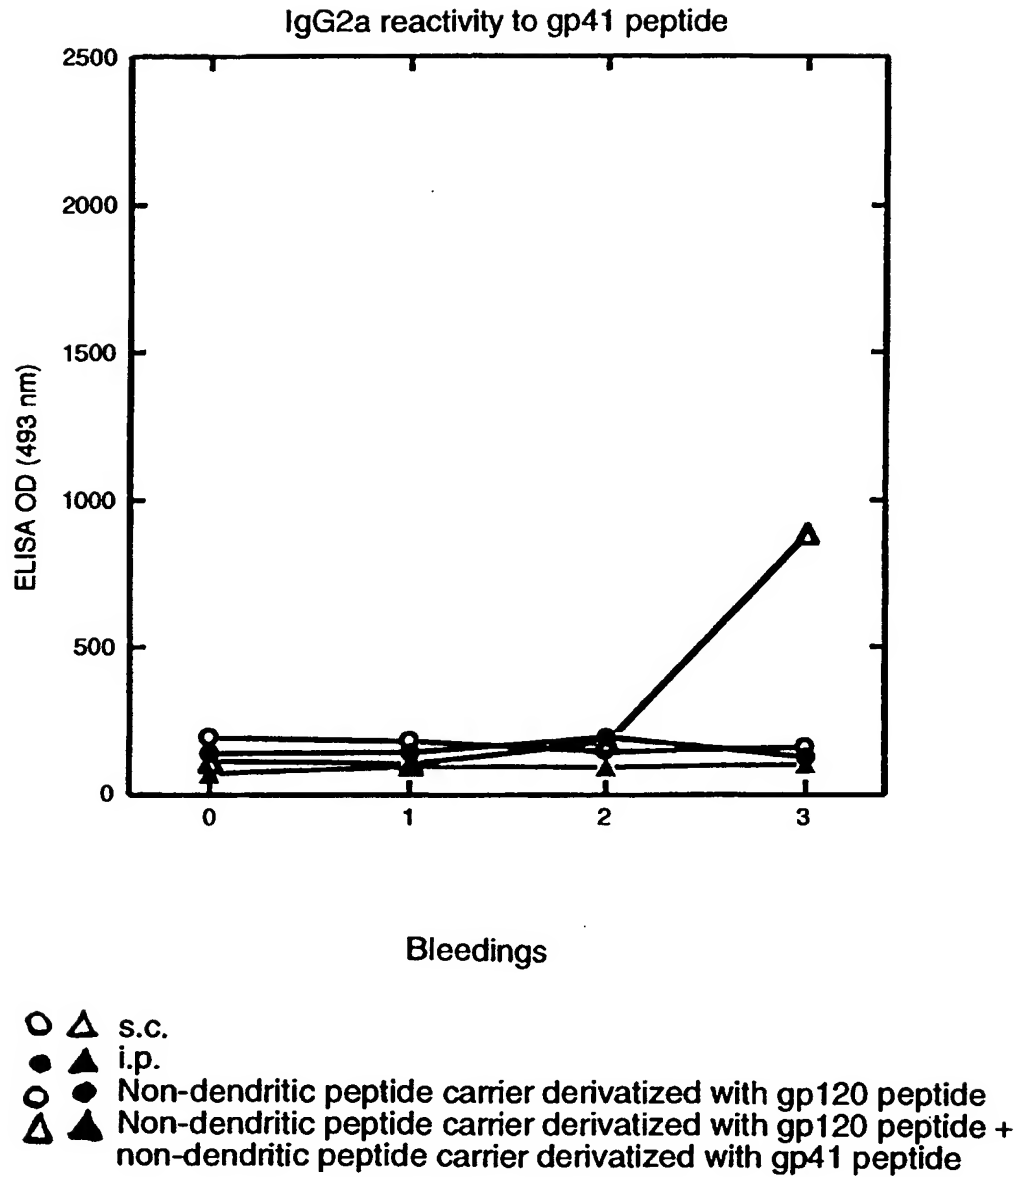 IgG2a reactivity to gp41 peptide
2500
2000
1500
1000
500
0
ELISA OD (493 nm)
0 1 2 3
Bleedings
s.c.
i.p.
Non-dendritic peptide carrier derivatized with gp120 peptide
Non-dendritic peptide carrier derivatized with gp120 peptide +
non-dendritic peptide carrier derivatized with gp41 peptide